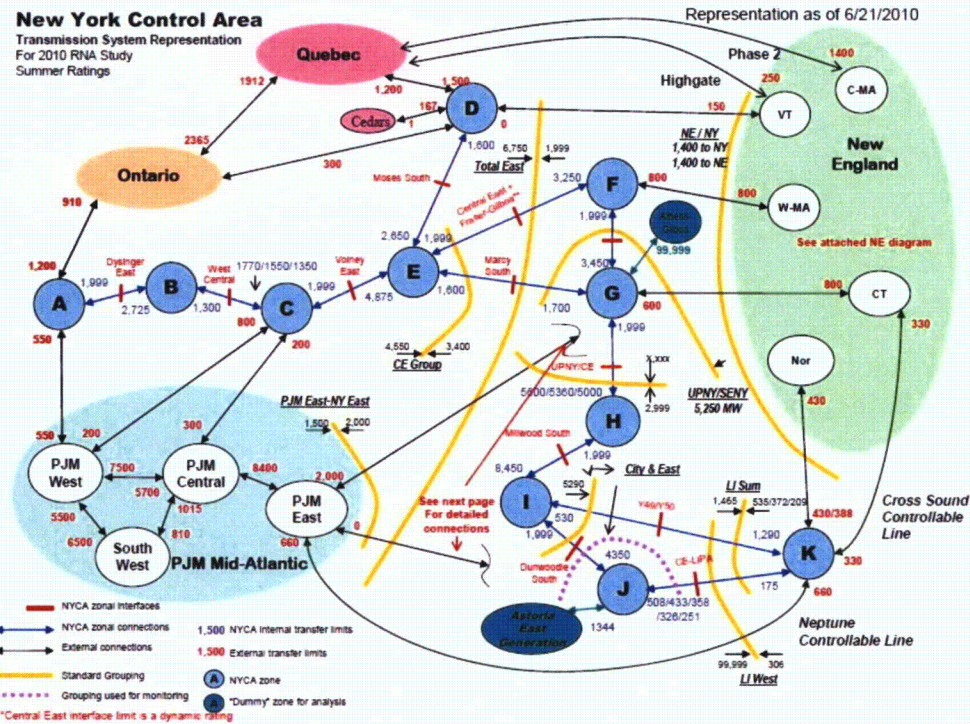 New York Control Area
Transmission System Representation
For 2010 RNA Study
Summer Ratings
Representation as of 6/21/2010
Quebec
Phase 2
1400
Highgate
250
C-MA
VT
1912
1,200
1,500
167
Cedars
1
D
0
150
NE / NY
1,400 to NY
1,400 to NE
New
England
2365
Ontario
300
1,600
6,750
1,999
Total East
Moses South
3,250
F
800
800
W-MA
Central East +
Fraser-Gilboa**
1,999
99,999
See attached NE diagram
910
1,200
2,650
1,999
3,450
A
1,999
Dysinger
East
2,725
B
West
Central
1,300
1770/1550/1350
C
1,999
Volney
East
4,875
E
1,600
Marcy
South
1,700
G
600
800
CT
330
550
800
200
1,999
4,550
3,400
CE Group
UPNY/CE
X,xxx
2,999
5600/5360/5000
UPNY/SENY
5,250 MW
Nor
430
PJM East-NY East
1,500
2,000
H
Millwood South
1,999
8,450
550
200
300
PJM
West
7500
5700
PJM
Central
8400
2,000
1015
PJM
East
0
660
5500
6500
810
South
West
PJM Mid-Atlantic
See next page
For detailed
connections
I
530
1,999
5290
City & East
Y49/Y50
LI Sum
1,465
535/372/209
430/388
1,290
Cross Sound
Controllable
Line
K
330
660
175
Dunwoodie
South
4350
CE-LIPA
J
508/433/358
/326/251
1344
Astoria
East
Generation
Neptune
Controllable Line
99,999
306
LI West
NYCA zonal interfaces
NYCA zonal connections
1,500 NYCA internal transfer limits
External connections
1,500 External transfer limits
Standard Grouping
A NYCA zone
Grouping used for monitoring
A "Dummy" zone for analysis
*Central East interface limit is a dynamic rating